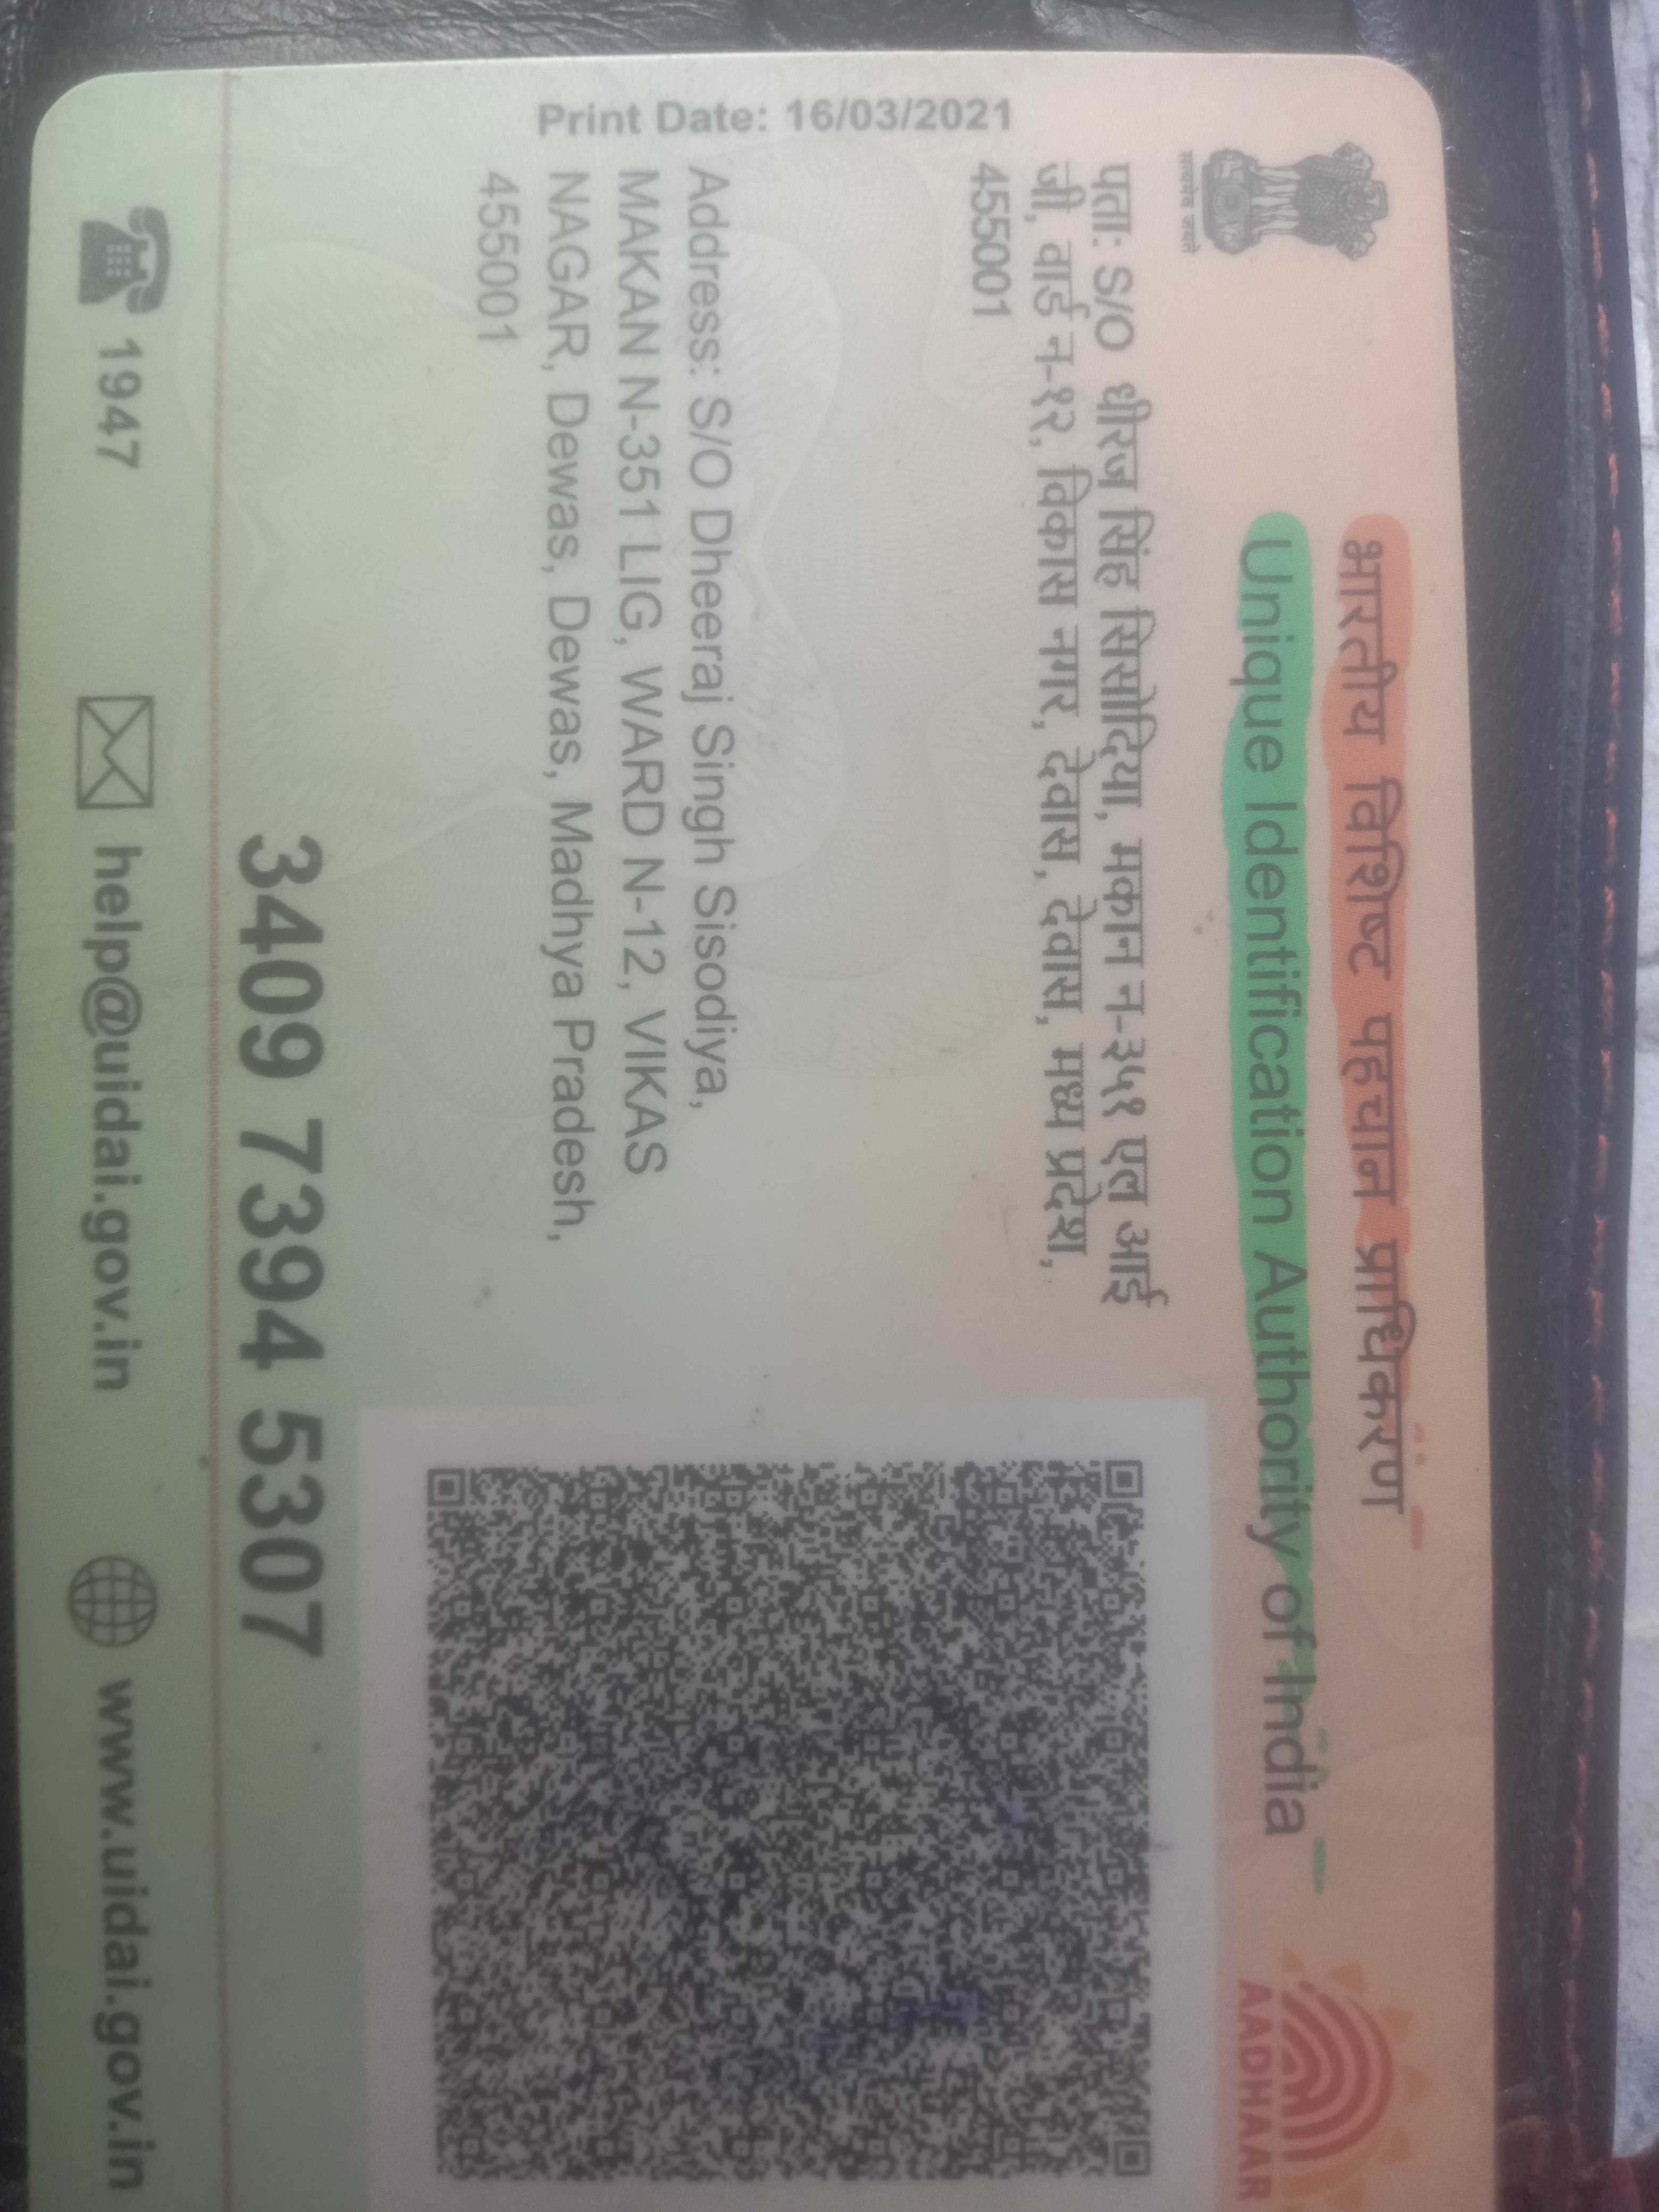 भारतीय विशिष्ट पहचान प्राधिकरण
Unique Identification Authority of India
सत्यमेव जयते
AADHAAR
Print Date: 16/03/2021
पता: S/O धीरज सिंह सिसोदिया, मकान न-३५१ एल आई
जी, वार्ड न-१२, विकास नगर, देवास, देवास, मध्य प्रदेश,
455001
Address: S/O Dheeraj Singh Sisodiya,
MAKAN N-351 LIG, WARD N-12, VIKAS
NAGAR, Dewas, Dewas, Madhya Pradesh,
455001
3409 7394 5307
1947
help@uidai.gov.in
www.uidai.gov.in